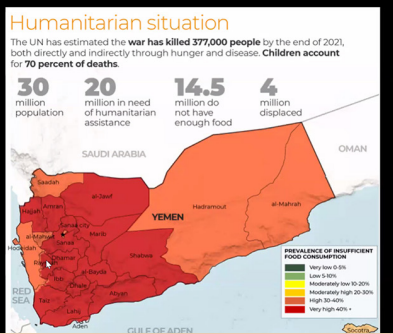 Humanitarian situation
The UN has estimated the war has killed 377,000 people by the end of 2021,
both directly and indirectly through hunger and disease. Children account
for 70 percent of deaths.
30 20 14.5 4
million million in need million do million
population of humanitarian not have displaced
assistance enough food
SAUDI ARABIA
OMAN
Saadah
al-Jawf
Amran
Hajjah
Hadramout
al-Mahrah
YEMEN
Sanaa city
Marib
Sanaa
Hodeidah
Dhamar
Shabwa
al-Bayda
Ibb
Dhale
Abyan
RED
SEA
Taiz
Lahij
Aden
GULF OF ADEN
Socotra
PREVALENCE OF INSUFFICIENT
FOOD CONSUMPTION
Very low 0-5%
Low 5-10%
Moderately low 10-20%
Moderately high 20-30%
High 30-40%
Very high 40% +